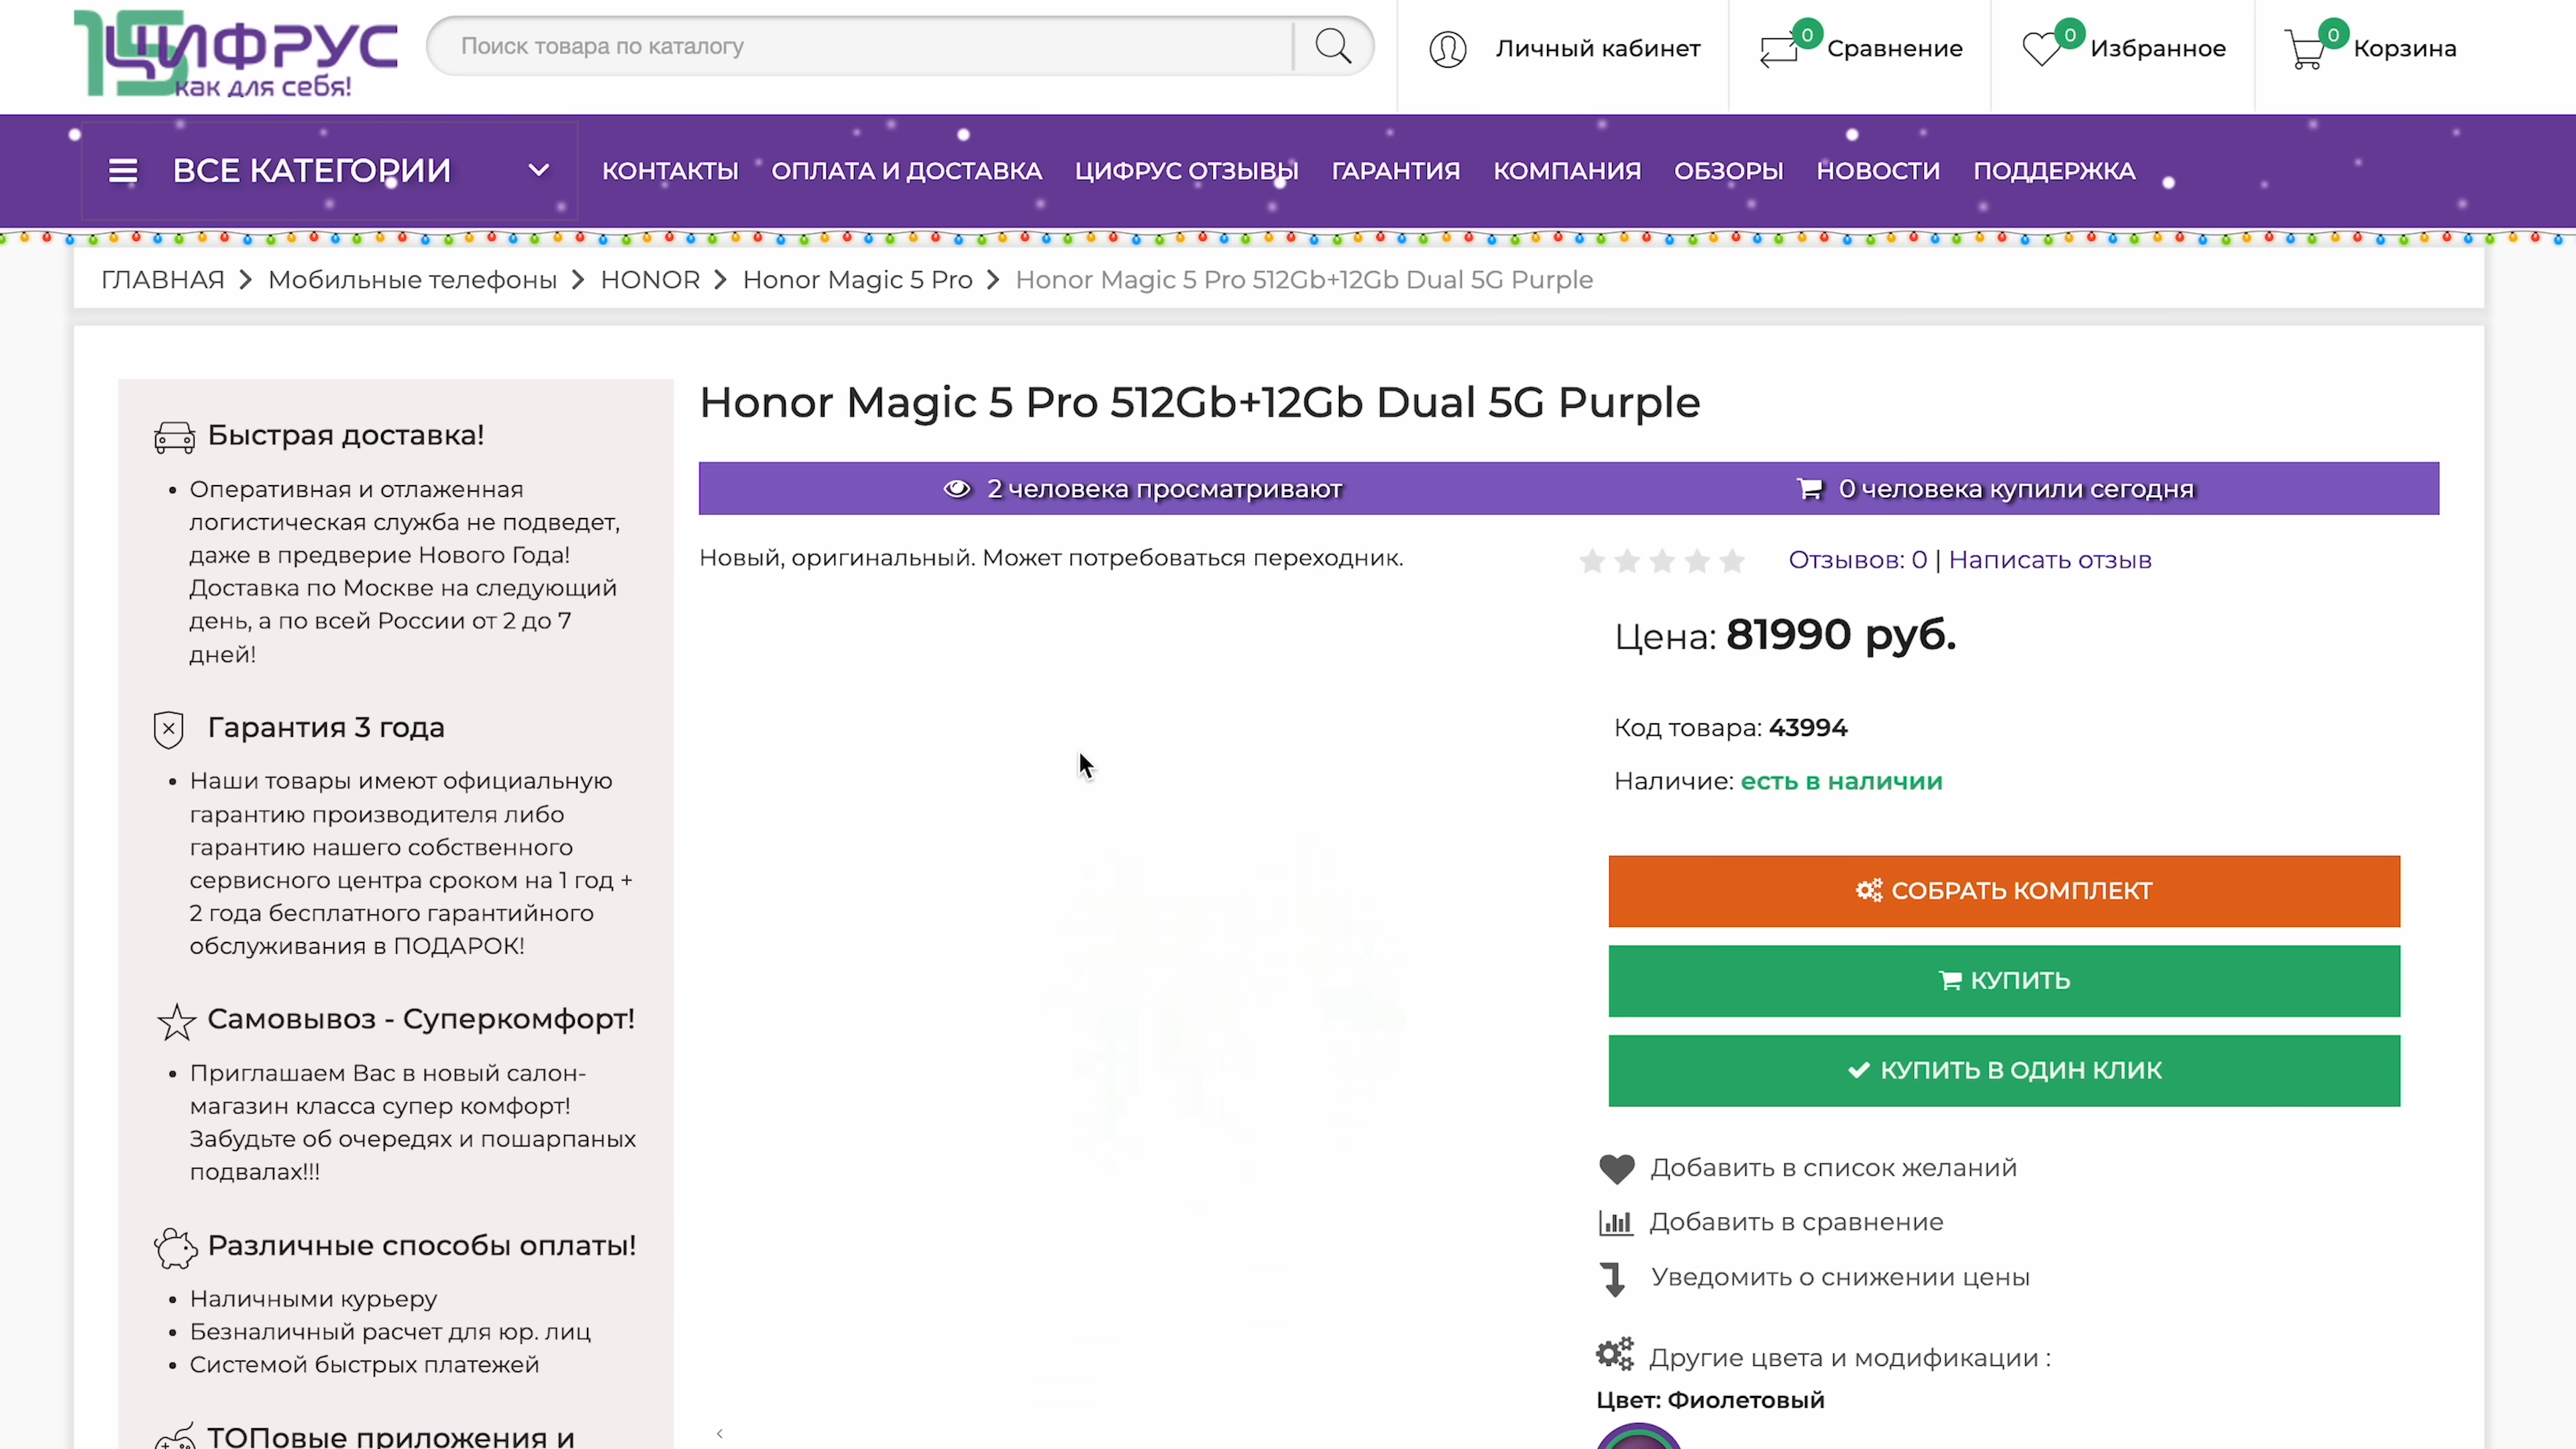 15 ЦИФРУС
как для себя!
Поиск товара по каталогу
Личный кабинет
0 Сравнение
0 Избранное
0 Корзина
ВСЕ КАТЕГОРИИ
КОНТАКТЫ ОПЛАТА И ДОСТАВКА ЦИФРУС ОТЗЫВЫ ГАРАНТИЯ КОМПАНИЯ ОБЗОРЫ НОВОСТИ ПОДДЕРЖКА
ГЛАВНАЯ > Мобильные телефоны > HONOR > Honor Magic 5 Pro > Honor Magic 5 Pro 512Gb+12Gb Dual 5G Purple
Быстрая доставка!
• Оперативная и отлаженная
логистическая служба не подведет,
даже в предверие Нового Года!
Доставка по Москве на следующий
день, а по всей России от 2 до 7
дней!
Гарантия 3 года
• Наши товары имеют официальную
гарантию производителя либо
гарантию нашего собственного
сервисного центра сроком на 1 год +
2 года бесплатного гарантийного
обслуживания в ПОДАРОК!
Самовывоз - Суперкомфорт!
• Приглашаем Вас в новый салон-
магазин класса супер комфорт!
Забудьте об очередях и пошарпаных
подвалах!!!
Различные способы оплаты!
• Наличными курьеру
• Безналичный расчет для юр. лиц
• Системой быстрых платежей
ТОПовые приложения и
Honor Magic 5 Pro 512Gb+12Gb Dual 5G Purple
2 человека просматривают
0 человека купили сегодня
Новый, оригинальный. Может потребоваться переходник.
Отзывов: 0 | Написать отзыв
Цена: 81990 руб.
Код товара: 43994
Наличие: есть в наличии
СОБРАТЬ КОМПЛЕКТ
КУПИТЬ
КУПИТЬ В ОДИН КЛИК
Добавить в список желаний
Добавить в сравнение
Уведомить о снижении цены
Другие цвета и модификации :
Цвет: Фиолетовый